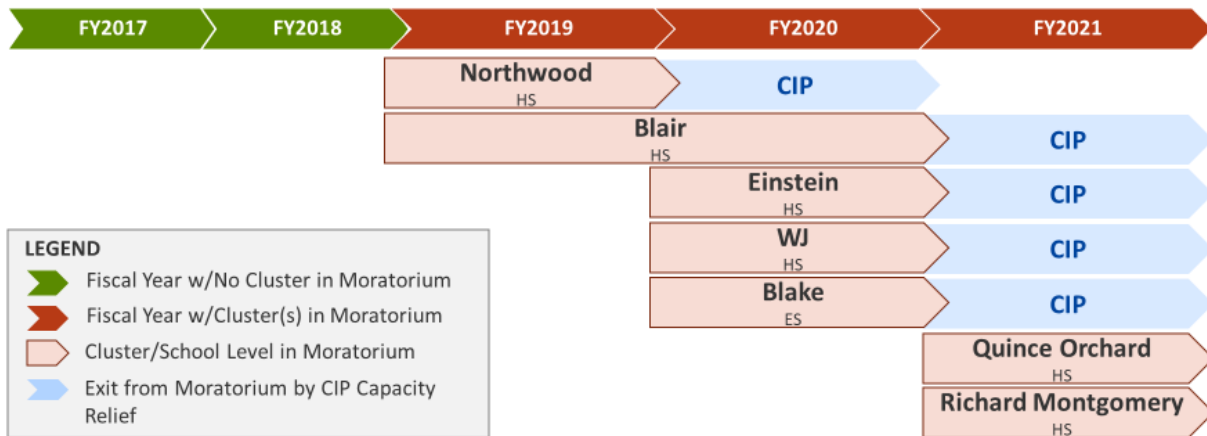 FY2017 FY2018 FY2019 FY2020 FY2021
Northwood
HS
CIP
Blair
HS
CIP
Einstein
HS
CIP
WJ
HS
CIP
Blake
ES
CIP
Quince Orchard
HS
Richard Montgomery
HS
LEGEND
Fiscal Year w/No Cluster in Moratorium
Fiscal Year w/Cluster(s) in Moratorium
Cluster/School Level in Moratorium
Exit from Moratorium by CIP Capacity
Relief